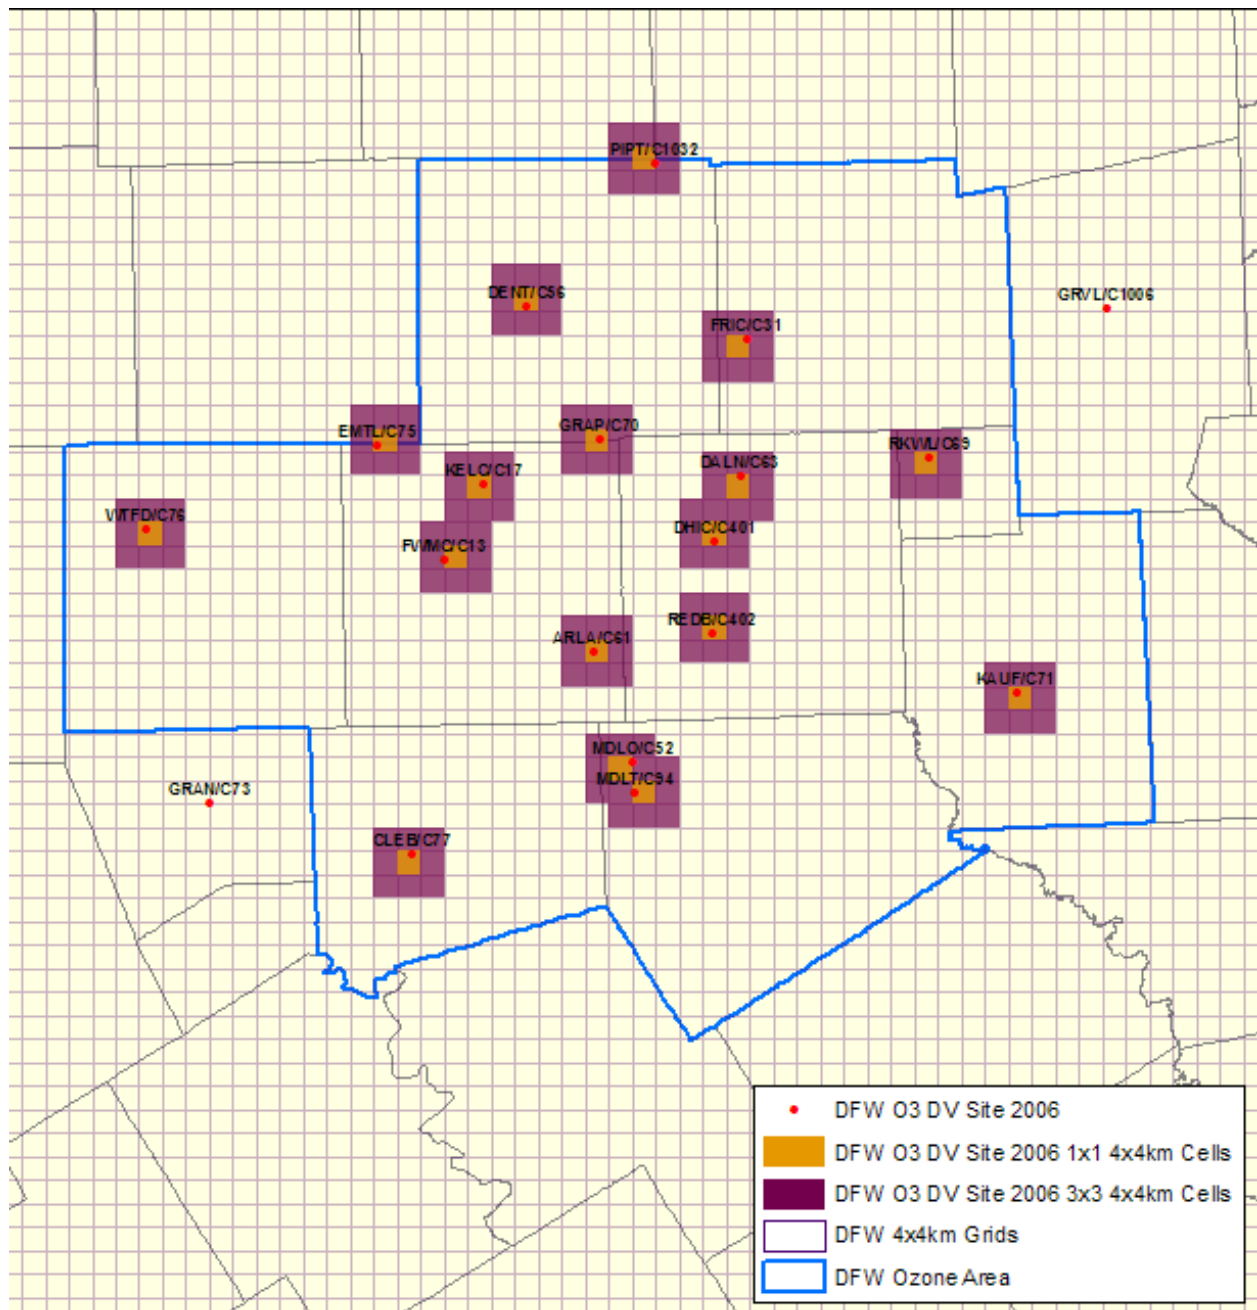 PIPT/C1032
DENT/C56
GRVL/C1006
FRIC/C31
GRAP/C70
EMTL/C75
RKWL/C69
DALN/C63
KELC/C17
WTFD/C76
DHIC/C401
FWMC/C13
REDB/C402
ARLA/C61
KAUF/C71
MDLO/C52
MDLT/C94
GRAN/C73
CLEB/C77
DFW O3 DV Site 2006
DFW O3 DV Site 2006 1x1 4x4km Cells
DFW O3 DV Site 2006 3x3 4x4km Cells
DFW 4x4km Grids
DFW Ozone Area